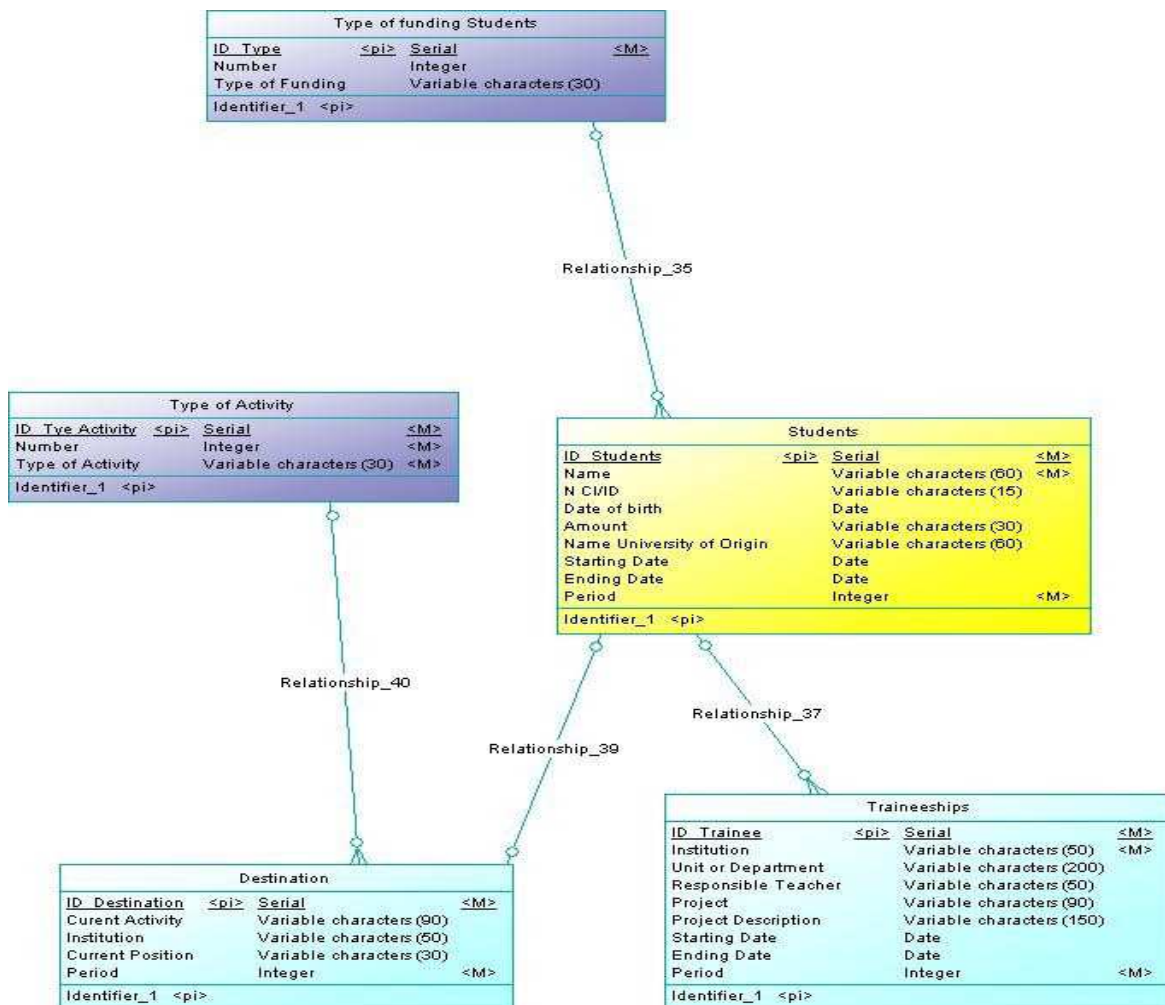 Type of funding Students
ID_Type <pi> Serial <M>
Number Integer
Type of Funding Variable characters (30)
Identifier_1 <pi>
Relationship_35
Type of Activity
ID_Tye Activity <pi> Serial <M>
Number Integer <M>
Type of Activity Variable characters (30) <M>
Identifier_1 <pi>
Students
ID_Students <pi> Serial <M>
Name Variable characters (60) <M>
N CI/ID Variable characters (15)
Date of birth Date
Amount Variable characters (30)
Name University of Origin Variable characters (60)
Starting Date Date
Ending Date Date
Period Integer <M>
Identifier_1 <pi>
Relationship_40
Relationship_37
Relationship_39
Traineeships
ID_Trainee <pi> Serial <M>
Institution Variable characters (50) <M>
Unit or Department Variable characters (200)
Responsible Teacher Variable characters (50)
Project Variable characters (90)
Project Description Variable characters (150)
Starting Date Date
Ending Date Date
Period Integer <M>
Identifier_1 <pi>
Destination
ID_Destination <pi> Serial <M>
Curent Activity Variable characters (90)
Institution Variable characters (50)
Current Position Variable characters (30)
Period Integer <M>
Identifier_1 <pi>